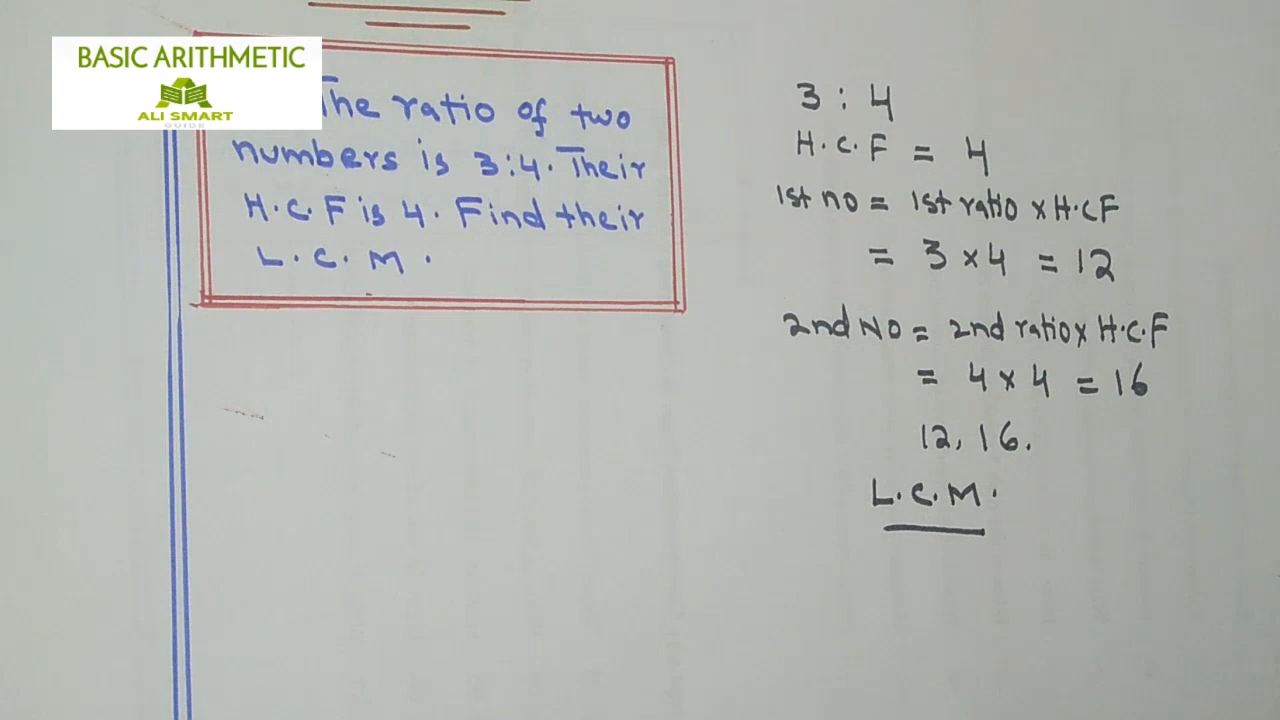 BASIC ARITHMETIC
ALI SMART
GUIDE
The ratio of two
numbers is 3:4. Their
H.C.F is 4. Find their
L.C.M.
3 : 4
H.C.F = 4
1st no = 1st ratio × H.C.F
= 3 × 4 = 12
2nd No = 2nd ratio × H.C.F
= 4 × 4 = 16
12, 16.
L.C.M.